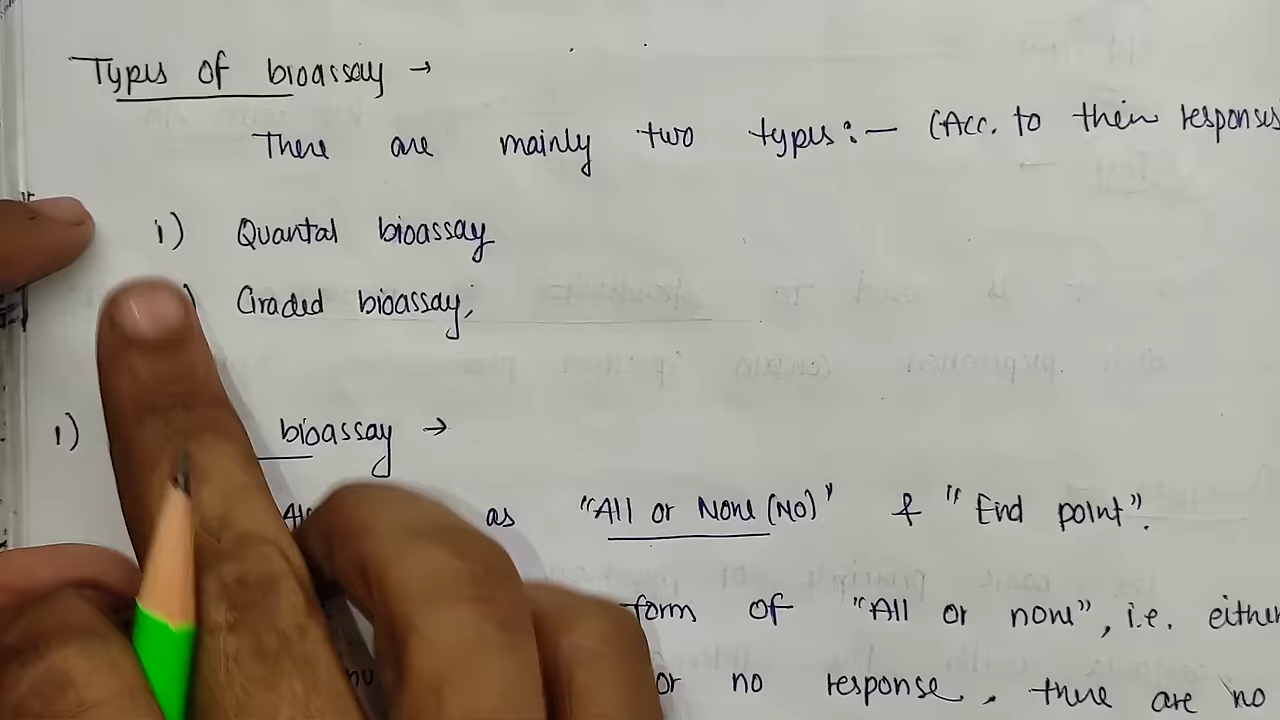 Types of bioassay →
There are mainly two types:— (Acc. to their responses
i) Quantal bioassay
) Graded bioassay;
1) bioassay →
as "All or None (No)" & "End point".
form of "All or none", i.e. either
or no response, there are no